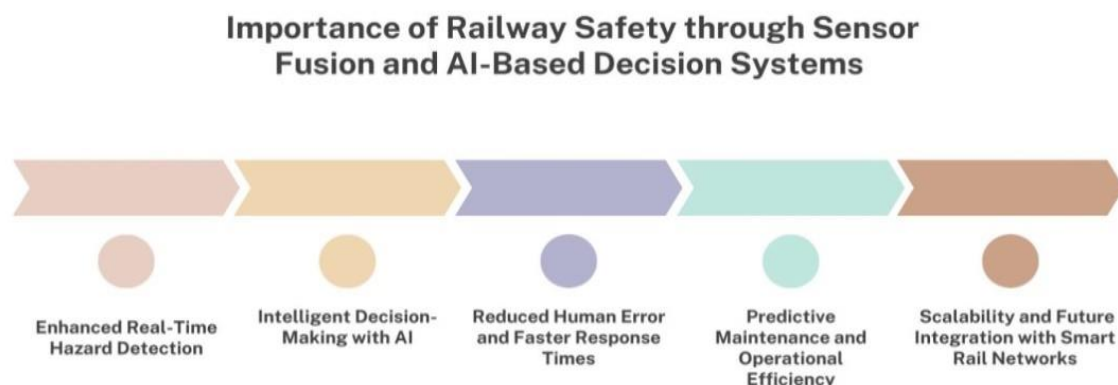 Importance of Railway Safety through Sensor
Fusion and AI-Based Decision Systems
Enhanced Real-Time
Hazard Detection
Intelligent Decision-
Making with AI
Reduced Human Error
and Faster Response
Times
Predictive
Maintenance and
Operational
Efficiency
Scalability and Future
Integration with Smart
Rail Networks